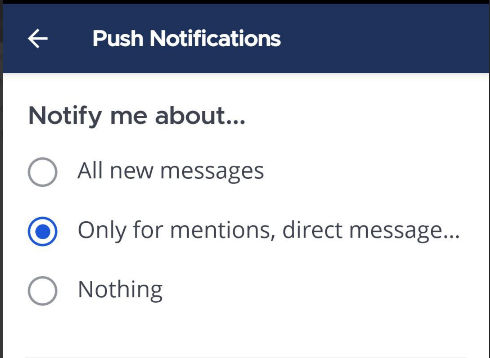 Push Notifications
Notify me about...
All new messages
Only for mentions, direct message...
Nothing